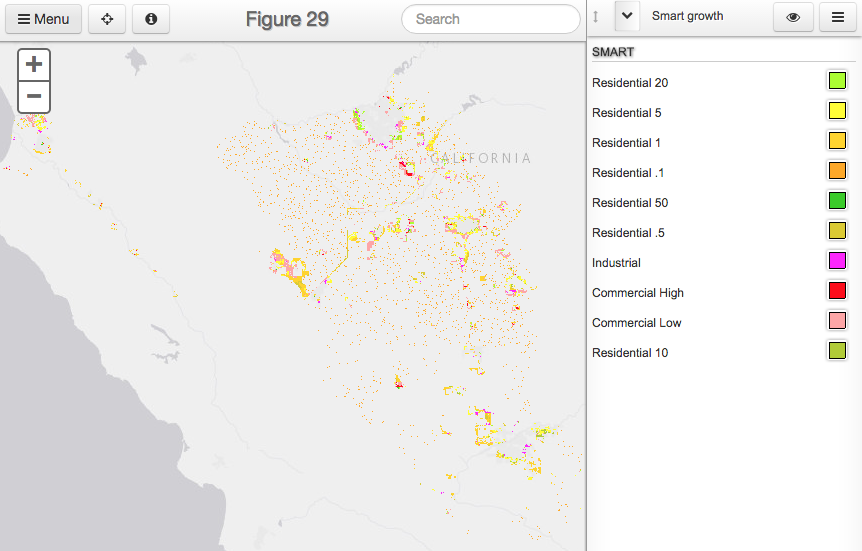 Menu
Figure 29
Search
Smart growth
+
−
CALIFORNIA
SMART
Residential 20
Residential 5
Residential 1
Residential .1
Residential 50
Residential .5
Industrial
Commercial High
Commercial Low
Residential 10